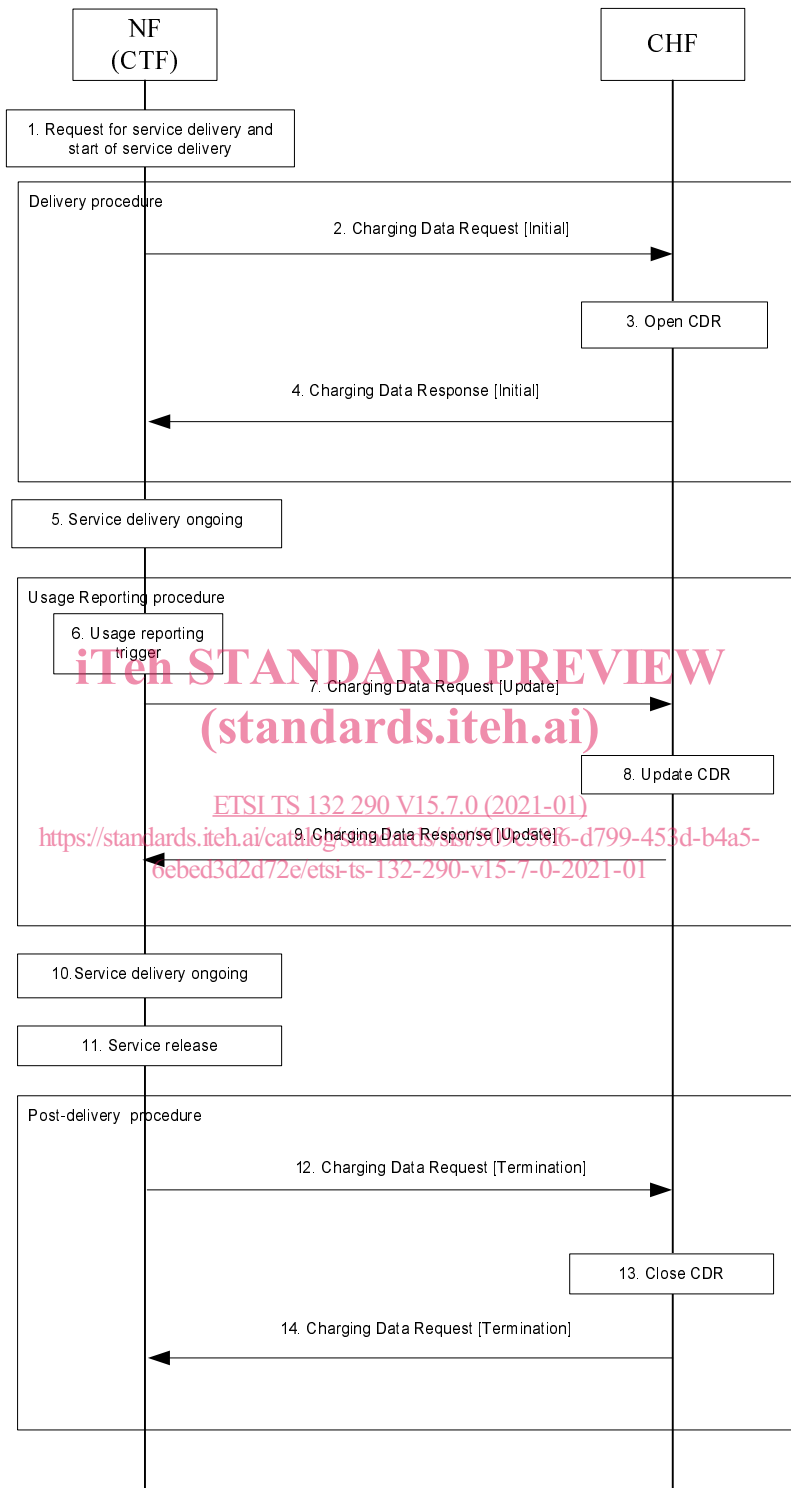 NF
(CTF)
CHF
1. Request for service delivery and
start of service delivery
Delivery procedure
2. Charging Data Request [Initial]
3. Open CDR
4. Charging Data Response [Initial]
5. Service delivery ongoing
Usage Reporting procedure
6. Usage reporting
trigger
iTeh STANDARD PREVIEW
7. Charging Data Request [Update]
(standards.iteh.ai)
8. Update CDR
ETSI TS 132 290 V15.7.0 (2021-01)
9. Charging Data Response [Update]
6ebed3d2d72e/etsi-ts-132-290-v15-7-0-2021-01
10.Service delivery ongoing
11. Service release
Post-delivery procedure
12. Charging Data Request [Termination]
13. Close CDR
14. Charging Data Request [Termination]